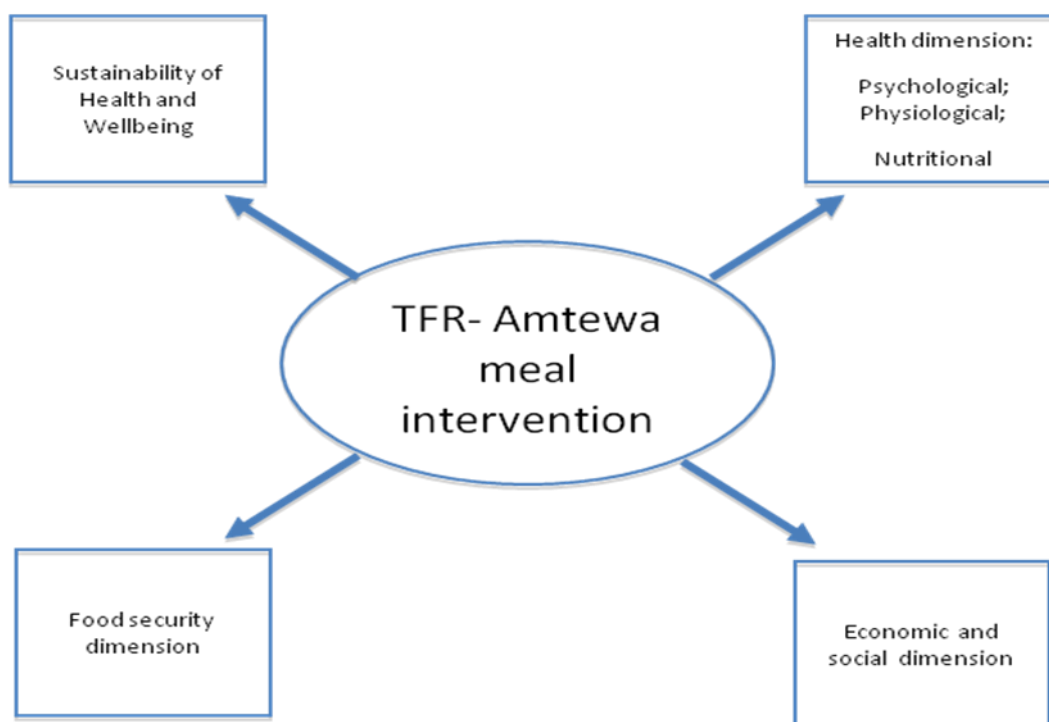 Sustainability of
Health and
Wellbeing
Health dimension:
Psychological;
Physiological;
Nutritional
TFR- Amtewa
meal
intervention
Food security
dimension
Economic and
social dimension